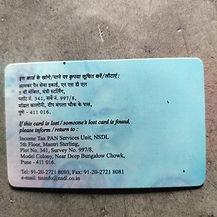 इस कार्ड के खोने/पाने पर कृपया सूचित करें/लौटाएं :
आयकर पैन सेवा इकाई, एन एस डी एल
5 वीं मंजिल, मंत्री स्टर्लिंग,
प्लॉट नं. 341, सर्वे नं. 997/8,
मॉडल कालोनी, दीप बंगला चौक के पास,
पुणे - 411 016.
If this card is lost / someone's lost card is found,
please inform / return to :
Income Tax PAN Services Unit, NSDL
5th Floor, Mantri Sterling,
Plot No. 341, Survey No. 997/8,
Model Colony, Near Deep Bungalow Chowk,
Pune - 411 016.
Tel: 91-20-2721 8080, Fax: 91-20-2721 8081
e-mail: tininfo@nsdl.co.in